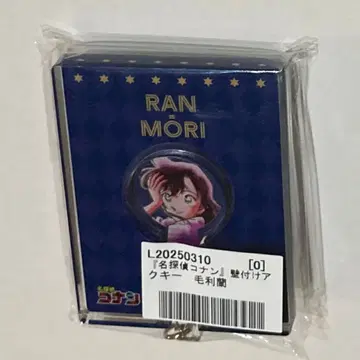 RAN
MŌRI
L20250310 [0]
『名探偵コナン』壁付けア
クキー 毛利蘭
名探偵
コナン